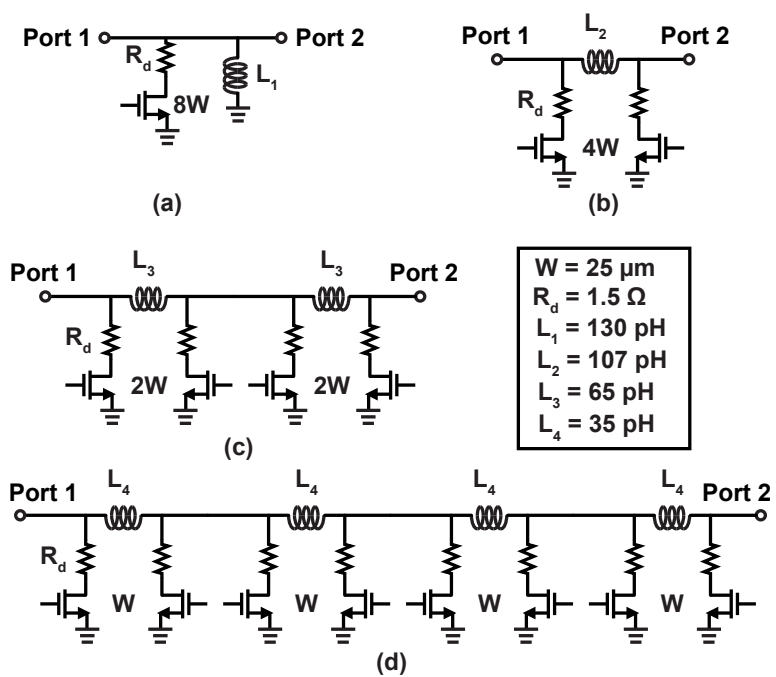 Port 1 Port 2
R_d
L_1
8W
(a)
L_2
Port 1 Port 2
R_d
4W
(b)
Port 1 L_3 L_3 Port 2
R_d
2W 2W
(c)
W = 25 μm
R_d = 1.5 Ω
L_1 = 130 pH
L_2 = 107 pH
L_3 = 65 pH
L_4 = 35 pH
L_4 L_4 L_4 L_4
Port 1 Port 2
R_d
W W W W
(d)